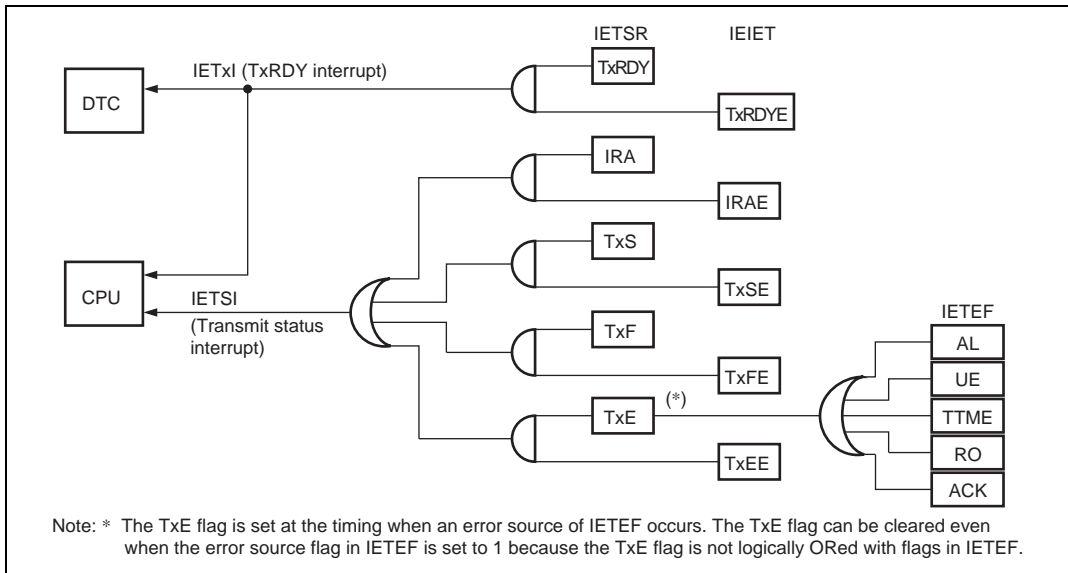 IETSR
IEIET
IETxI (TxRDY interrupt)
TxRDY
DTC
TxRDYE
IRA
IRAE
TxS
CPU
IETSI
(Transmit status
interrupt)
TxSE
TxF
TxFE
IETEF
AL
UE
TxE
(*)
TTME
RO
TxEE
ACK
Note: * The TxE flag is set at the timing when an error source of IETEF occurs. The TxE flag can be cleared even
when the error source flag in IETEF is set to 1 because the TxE flag is not logically ORed with flags in IETEF.